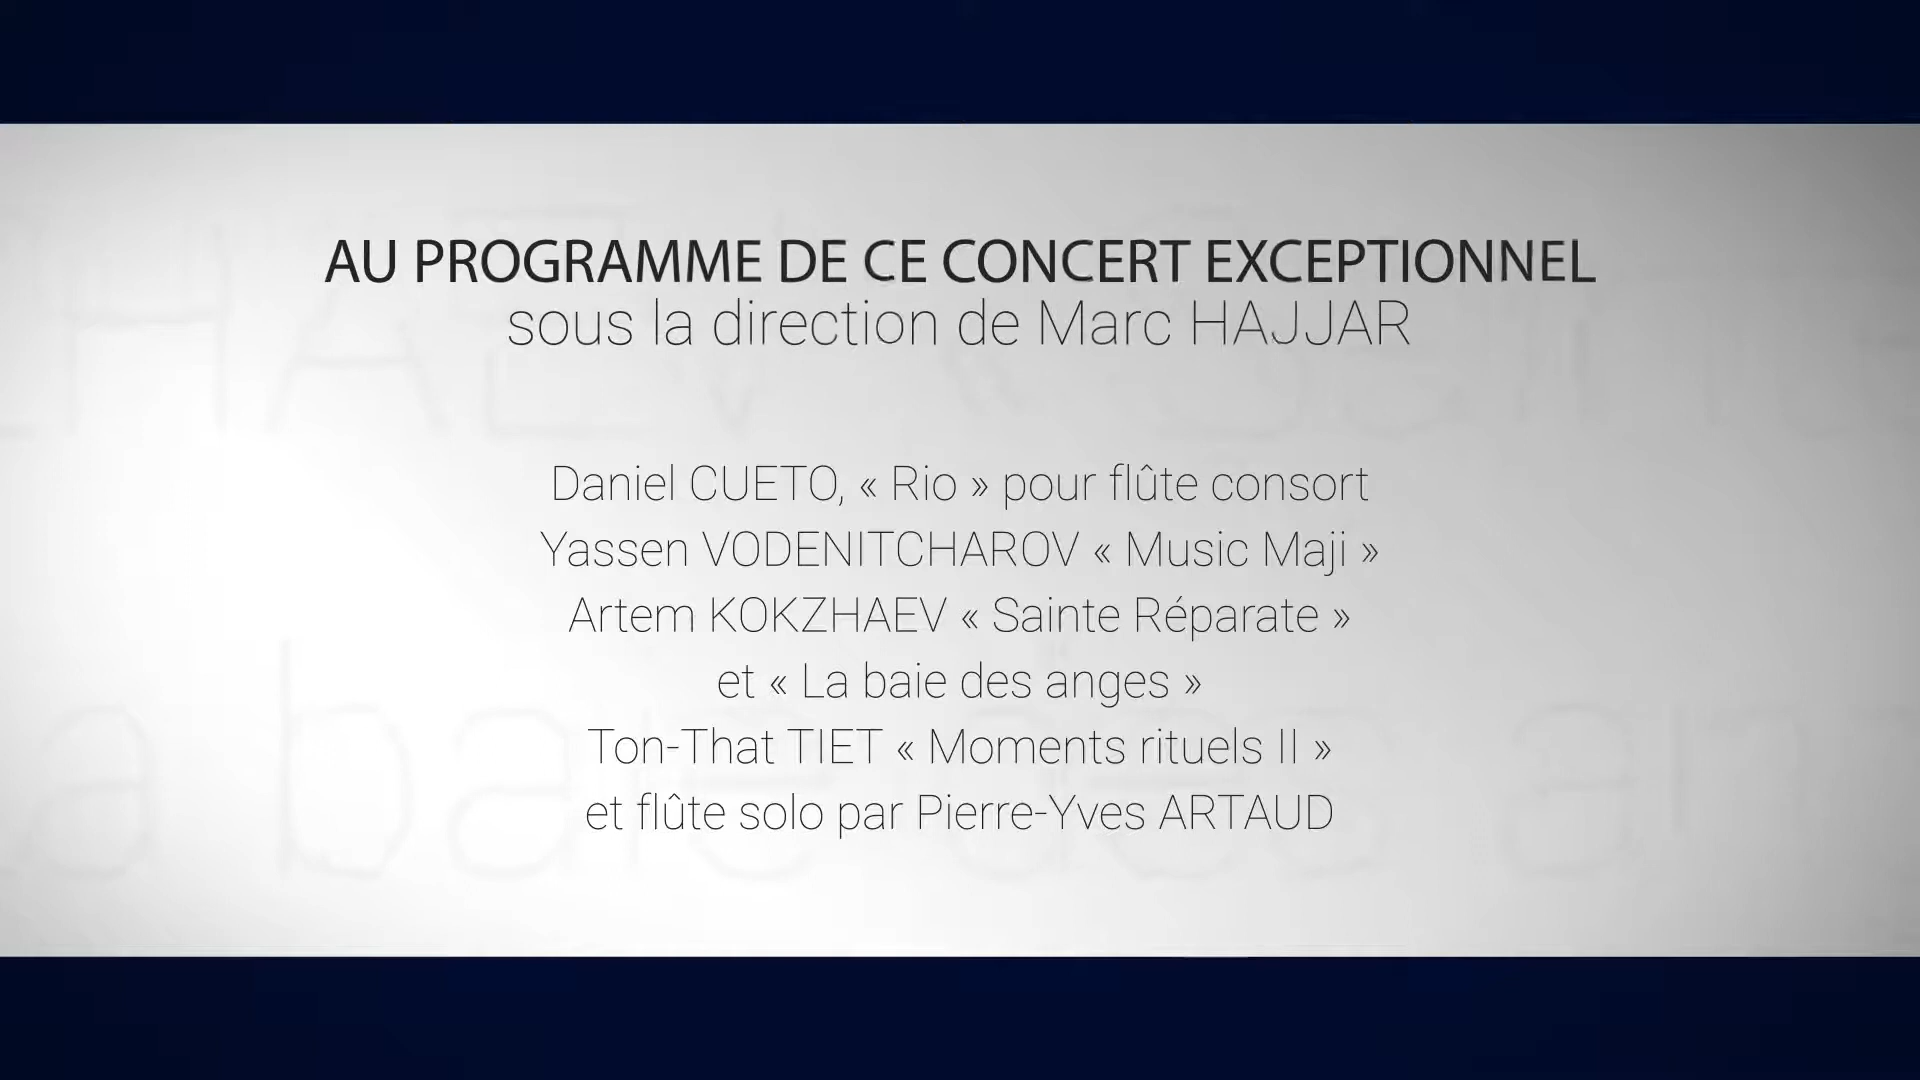 AU PROGRAMME DE CE CONCERT EXCEPTIONNEL
sous la direction de Marc HAJJAR
Daniel CUETO, « Rio » pour flûte consort
Yassen VODENITCHAROV « Music Maji »
Artem KOKZHAEV « Sainte Réparate »
et « La baie des anges »
Ton-That TIET « Moments rituels II »
et flûte solo par Pierre-Yves ARTAUD